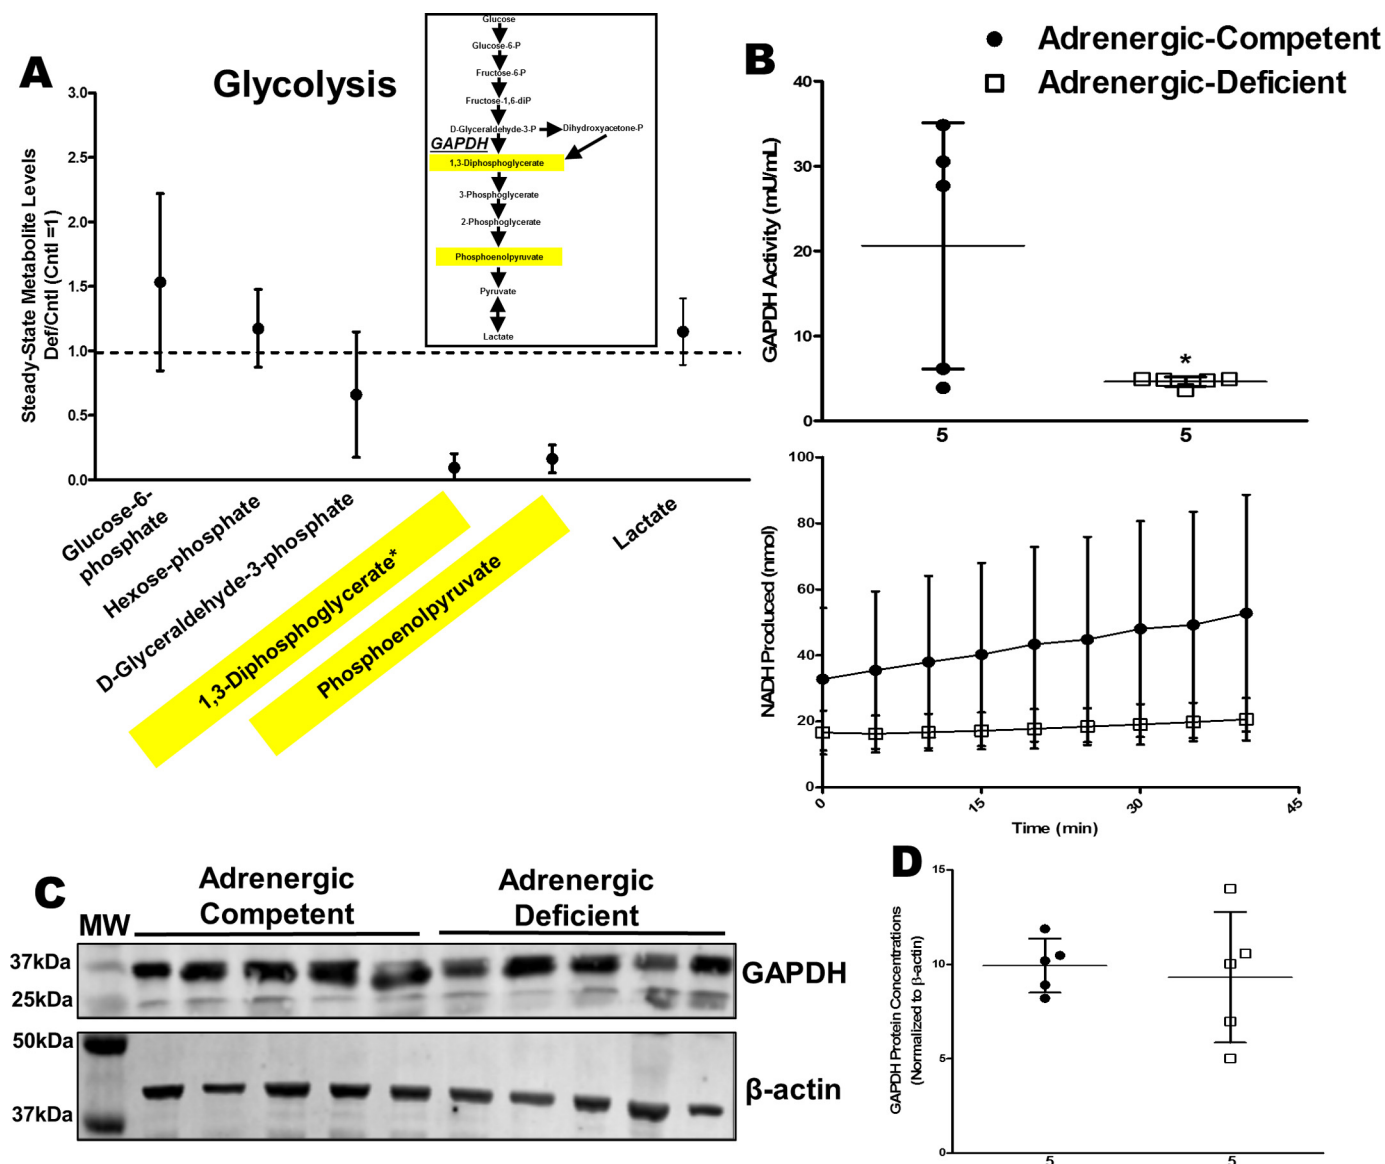 A
Glycolysis
Steady-State Metabolite Levels
Def/Cntl (Cntl =1)
3.0
2.5
2.0
1.5
1.0
0.5
0.0
Glucose-6-
phosphate
Hexose-phosphate
D-Glyceraldehyde-3-phosphate
1,3-Diphosphoglycerate*
Phosphoenolpyruvate
Lactate
Glucose
Glucose-6-P
Fructose-6-P
Fructose-1,6-diP
D-Glyceraldehyde-3-P
Dihydroxyacetone-P
GAPDH
1,3-Diphosphoglycerate
3-Phosphoglycerate
2-Phosphoglycerate
Phosphoenolpyruvate
Pyruvate
Lactate
B
Adrenergic-Competent
Adrenergic-Deficient
GAPDH Activity (mU/mL)
40
30
20
10
0
*
5
5
NADH Produced (nmol)
100
80
60
40
20
0
0
15
30
45
Time (min)
C
MW
Adrenergic
Competent
Adrenergic
Deficient
37kDa
25kDa
GAPDH
50kDa
37kDa
β-actin
D
GAPDH Protein Concentrations
(Normalized to β-actin)
15
10
5
0
5
5